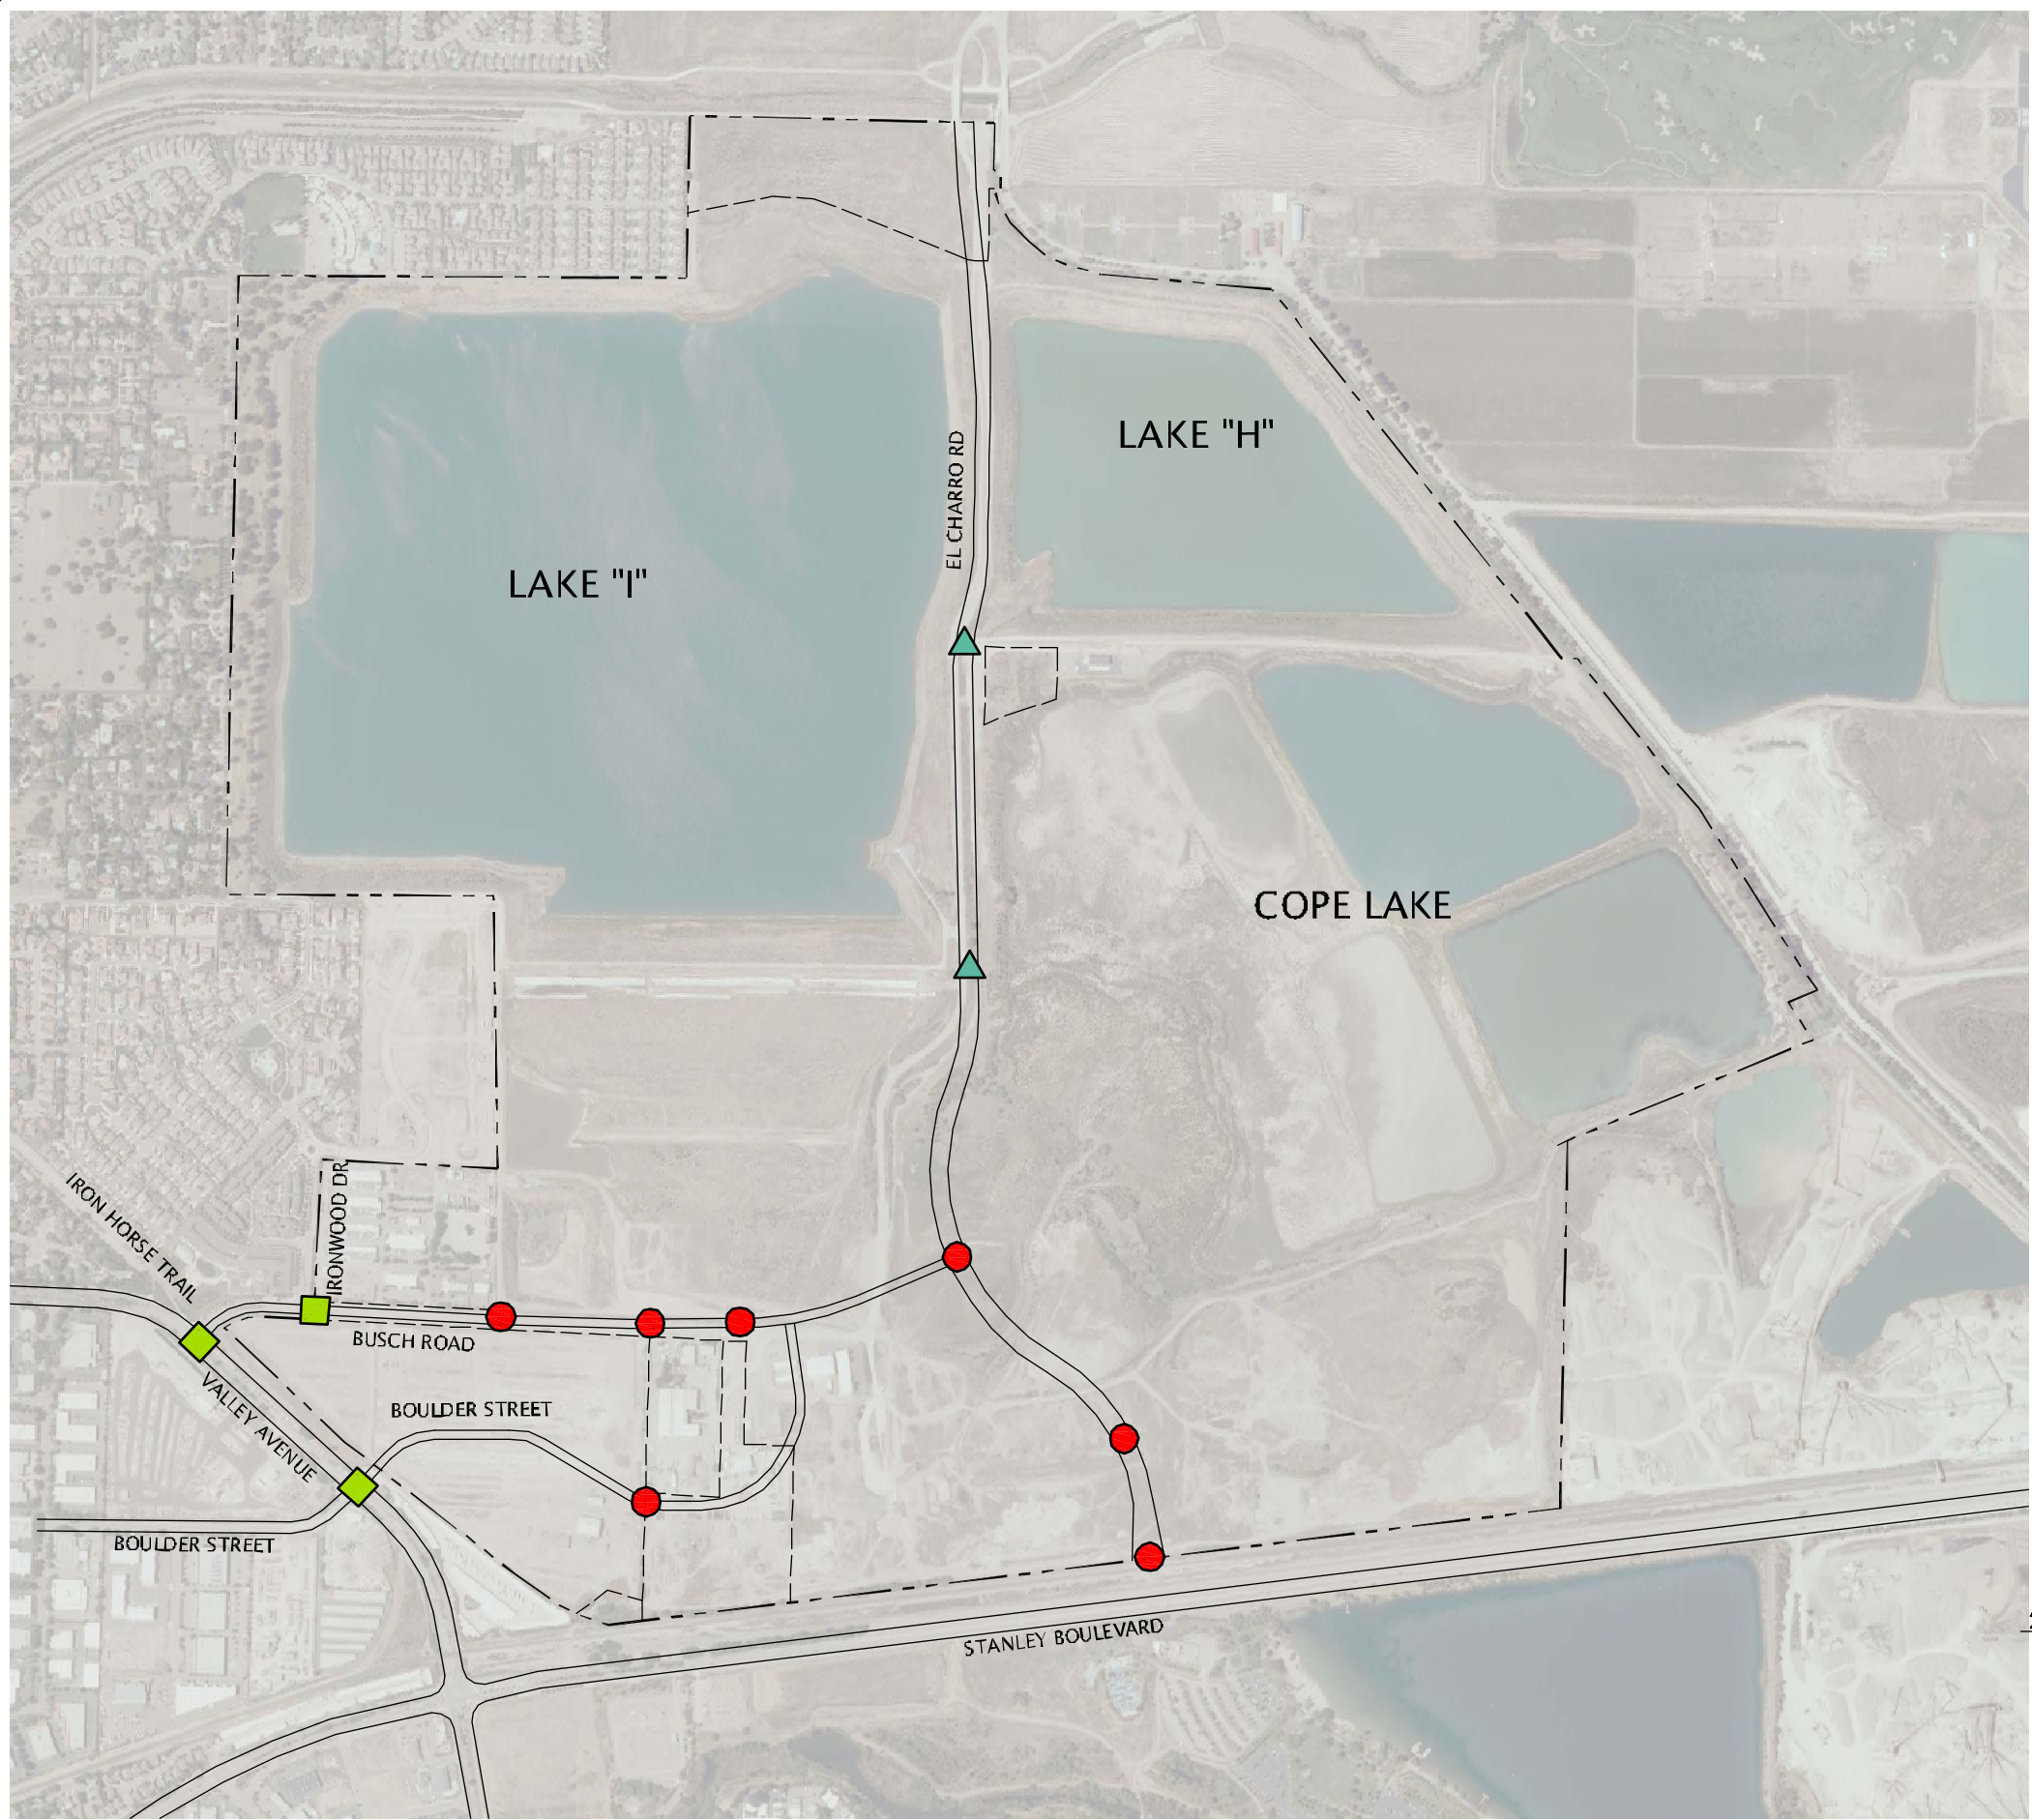 LAKE "H"
EL CHARRO RD
LAKE "I"
COPE LAKE
IRON HORSE TRAIL
IRONWOOD DR
BUSCH ROAD
VALLEY AVENUE
BOULDER STREET
BOULDER STREET
STANLEY BOULEVARD